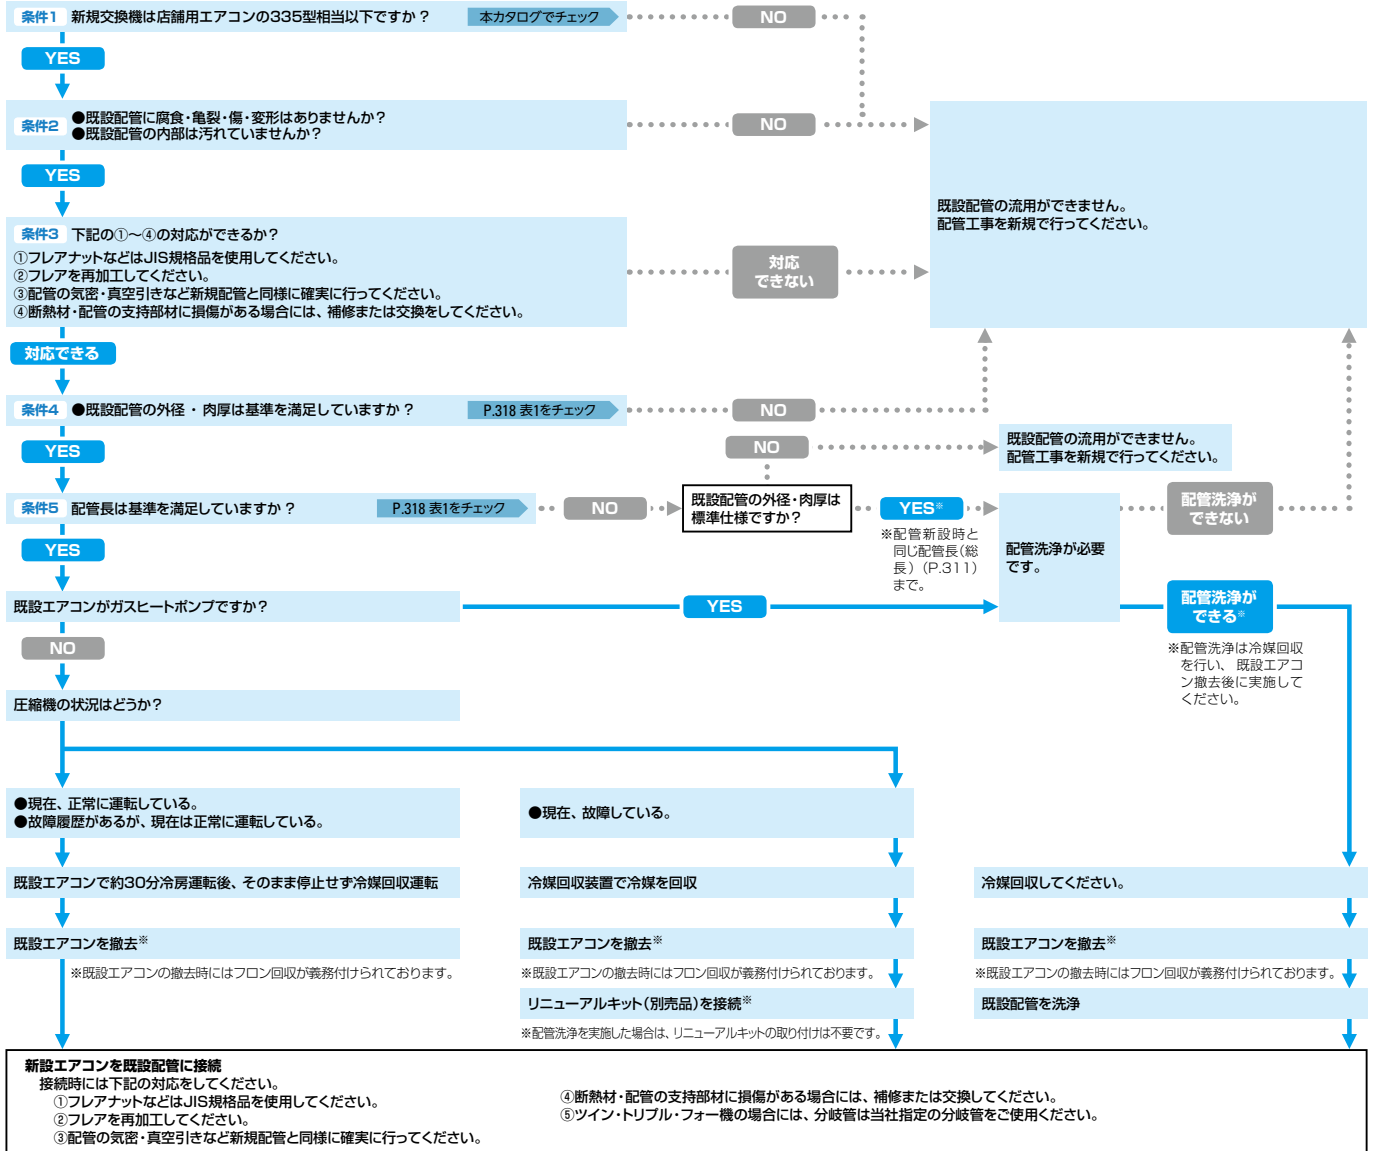 条件1 新規交換機は店舗用エアコンの335型相当以下ですか？ 本カタログでチェック
NO
YES
条件2 ●既設配管に腐食・亀裂・傷・変形はありませんか？
●既設配管の内部は汚れていませんか？
NO
YES
既設配管の流用ができません。
配管工事を新規で行ってください。
条件3 下記の①〜④の対応ができるか？
①フレアナットなどはJIS規格品を使用してください。
②フレアを再加工してください。
③配管の気密・真空引きなど新規配管と同様に確実に行ってください。
④断熱材・配管の支持部材に損傷がある場合には、補修または交換をしてください。
対応
できない
対応できる
条件4 ●既設配管の外径・肉厚は基準を満足していますか？ P.318 表1をチェック
NO
YES
NO
既設配管の流用ができません。
配管工事を新規で行ってください。
条件5 配管長は基準を満足していますか？ P.318 表1をチェック
NO
既設配管の外径・肉厚は
標準仕様ですか？
YES※
※配管新設時と
同じ配管長（総
長）（P.311）
まで。
配管洗浄が必要
です。
配管洗浄が
できない
YES
既設エアコンがガスヒートポンプですか？
YES
配管洗浄が
できる※
※配管洗浄は冷媒回収
を行い、既設エアコ
ン撤去後に実施して
ください。
NO
圧縮機の状況はどうか？
●現在、正常に運転している。
●故障履歴があるが、現在は正常に運転している。
●現在、故障している。
既設エアコンで約30分冷房運転後、そのまま停止せず冷媒回収運転
冷媒回収装置で冷媒を回収
冷媒回収してください。
既設エアコンを撤去※
※既設エアコンの撤去時にはフロン回収が義務付けられております。
既設エアコンを撤去※
※既設エアコンの撤去時にはフロン回収が義務付けられております。
既設エアコンを撤去※
※既設エアコンの撤去時にはフロン回収が義務付けられております。
リニューアルキット（別売品）を接続※
※配管洗浄を実施した場合は、リニューアルキットの取り付けは不要です。
既設配管を洗浄
新設エアコンを既設配管に接続
接続時には下記の対応をしてください。
①フレアナットなどはJIS規格品を使用してください。
②フレアを再加工してください。
③配管の気密・真空引きなど新規配管と同様に確実に行ってください。
④断熱材・配管の支持部材に損傷がある場合には、補修または交換してください。
⑤ツイン・トリプル・フォー機の場合には、分岐管は当社指定の分岐管をご使用ください。